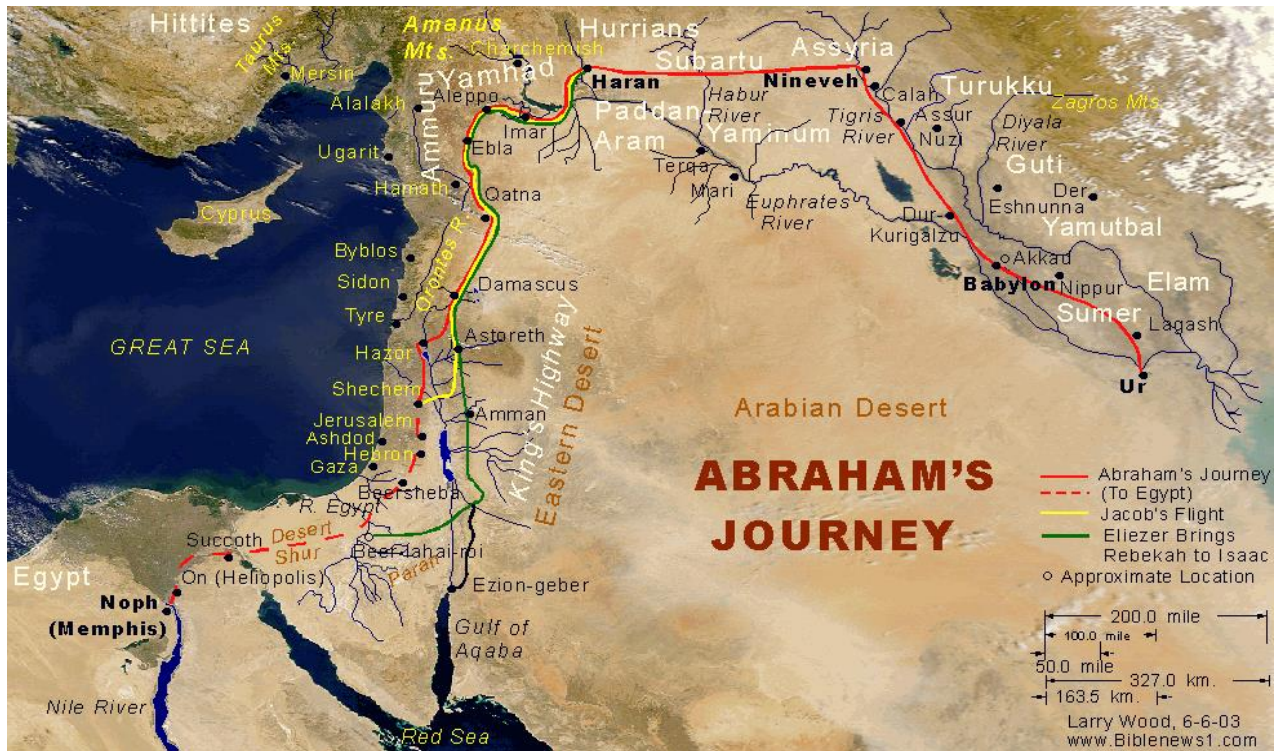 Hittites
Taurus
Mts.
Mersin
Amanus
Mts.
Charchemish
Hurrians
Subartu
Assyria
Yamhad
Haran
Nineveh
Calah
Turukku
Zagros Mts.
Alalakh
Aleppo
Imar
Paddan
Aram
Habur
River
Yaminum
Tigris
River
Assur
Nuzi
Diyala
River
Ammuru
Ebla
Ugarit
Terqa
Mari
Guti
Hamath
Qatna
Euphrates
River
Der
Eshnunna
Cyprus
Dur-
Kurigalzu
Yamutbal
Orontes R.
Byblos
Akkad
Sidon
Damascus
Babylon
Nippur
Elam
Tyre
Sumer
Lagash
GREAT SEA
Hazor
Astoreth
Ur
Shechem
King's Highway
Eastern Desert
Arabian Desert
Jerusalem
Amman
Ashdod
Hebron
Gaza
Beersheba
R. Egypt
ABRAHAM'S
JOURNEY
Abraham's Journey
(To Egypt)
Jacob's Flight
Eliezer Brings
Rebekah to Isaac
Approximate Location
Succoth
Desert
Shur
Beer-lahai-roi
Paran
Egypt
On (Heliopolis)
Ezion-geber
Noph
(Memphis)
Gulf of
Aqaba
Nile River
Red Sea
200.0 mile
100.0 mile
50.0 mile
327.0 km.
163.5 km.
Larry Wood, 6-6-03
www.Biblenews1.com